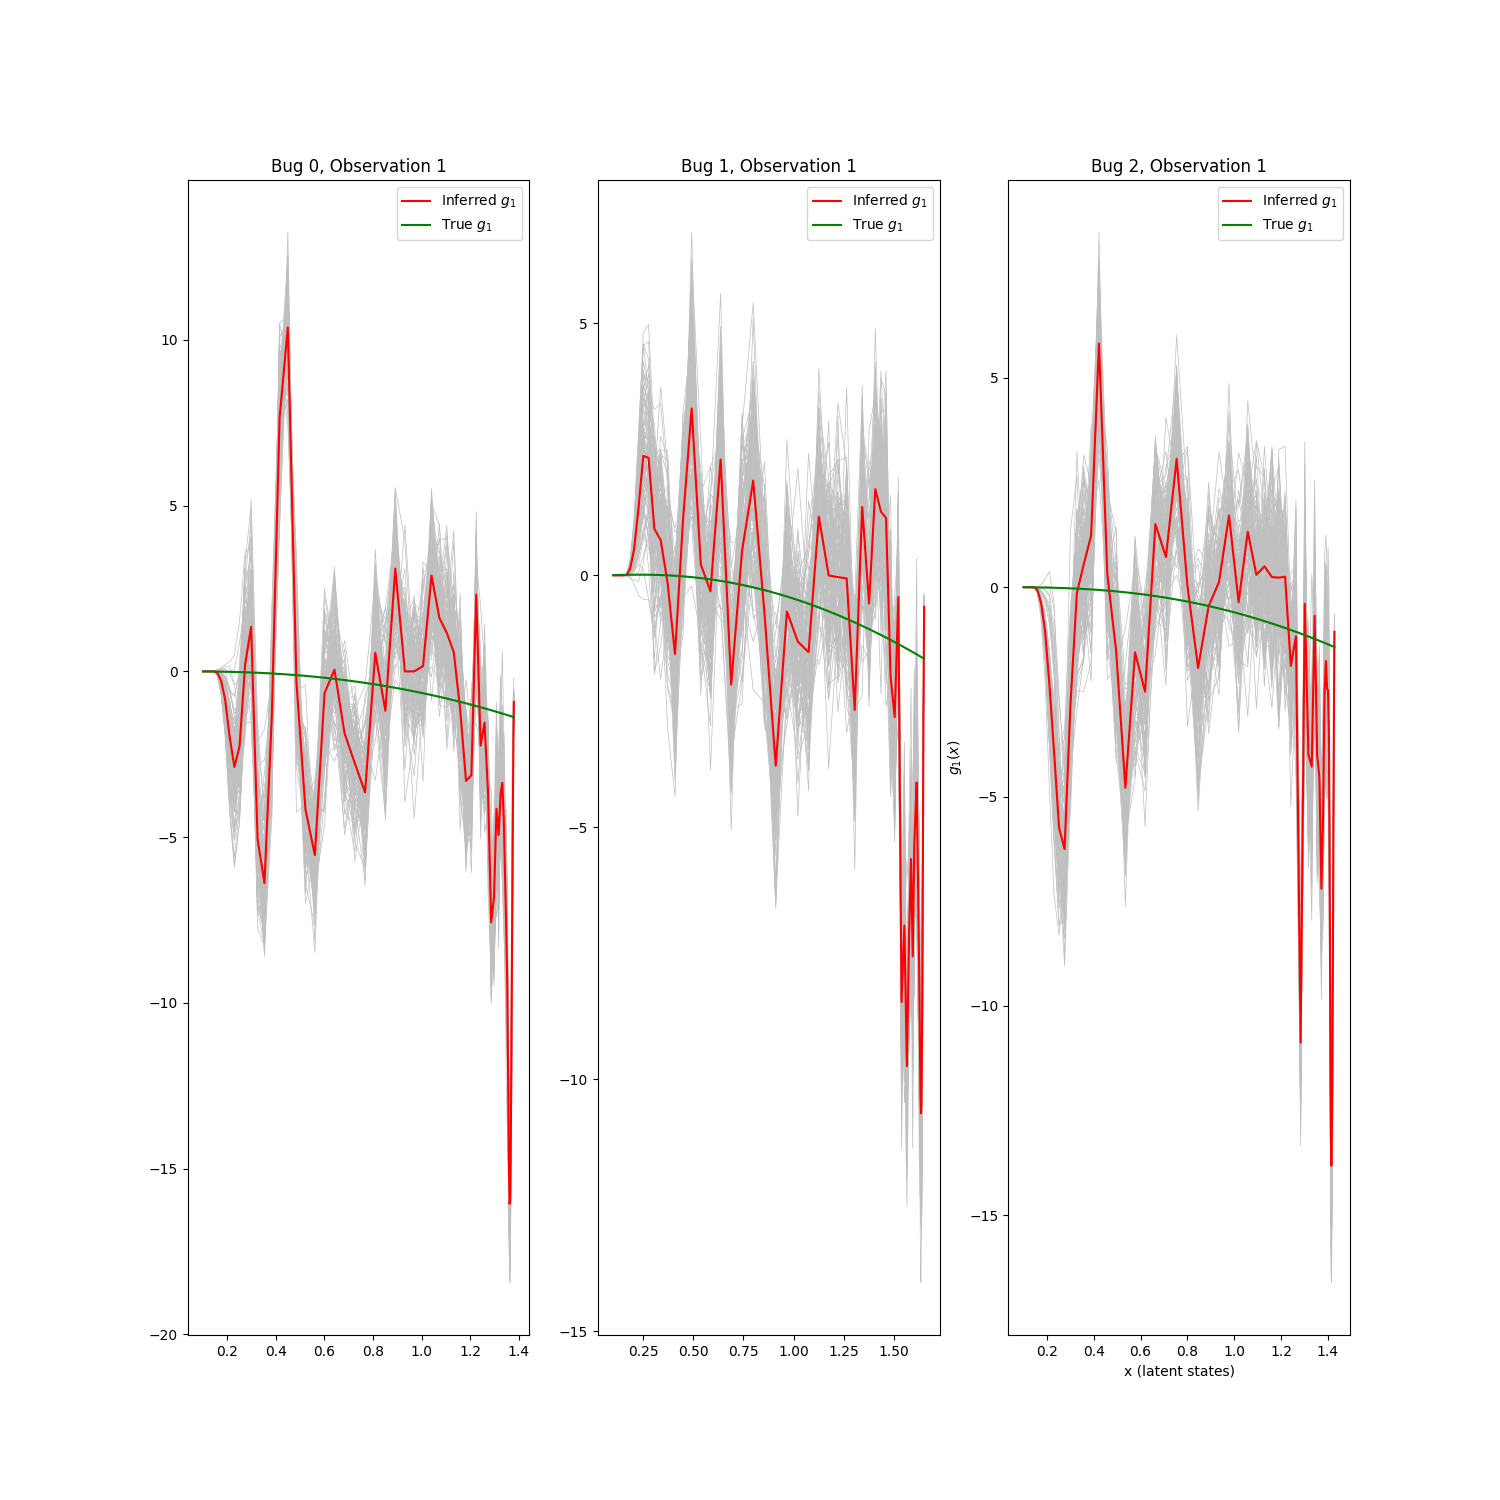 Bug 0, Observation 1
Inferred g₁
True g₁
10
5
0
−5
−10
−15
−20
0.2 0.4 0.6 0.8 1.0 1.2 1.4
Bug 1, Observation 1
Inferred g₁
True g₁
5
0
−5
−10
−15
0.25 0.50 0.75 1.00 1.25 1.50
Bug 2, Observation 1
Inferred g₁
True g₁
g₁(x)
5
0
−5
−10
−15
0.2 0.4 0.6 0.8 1.0 1.2 1.4
x (latent states)